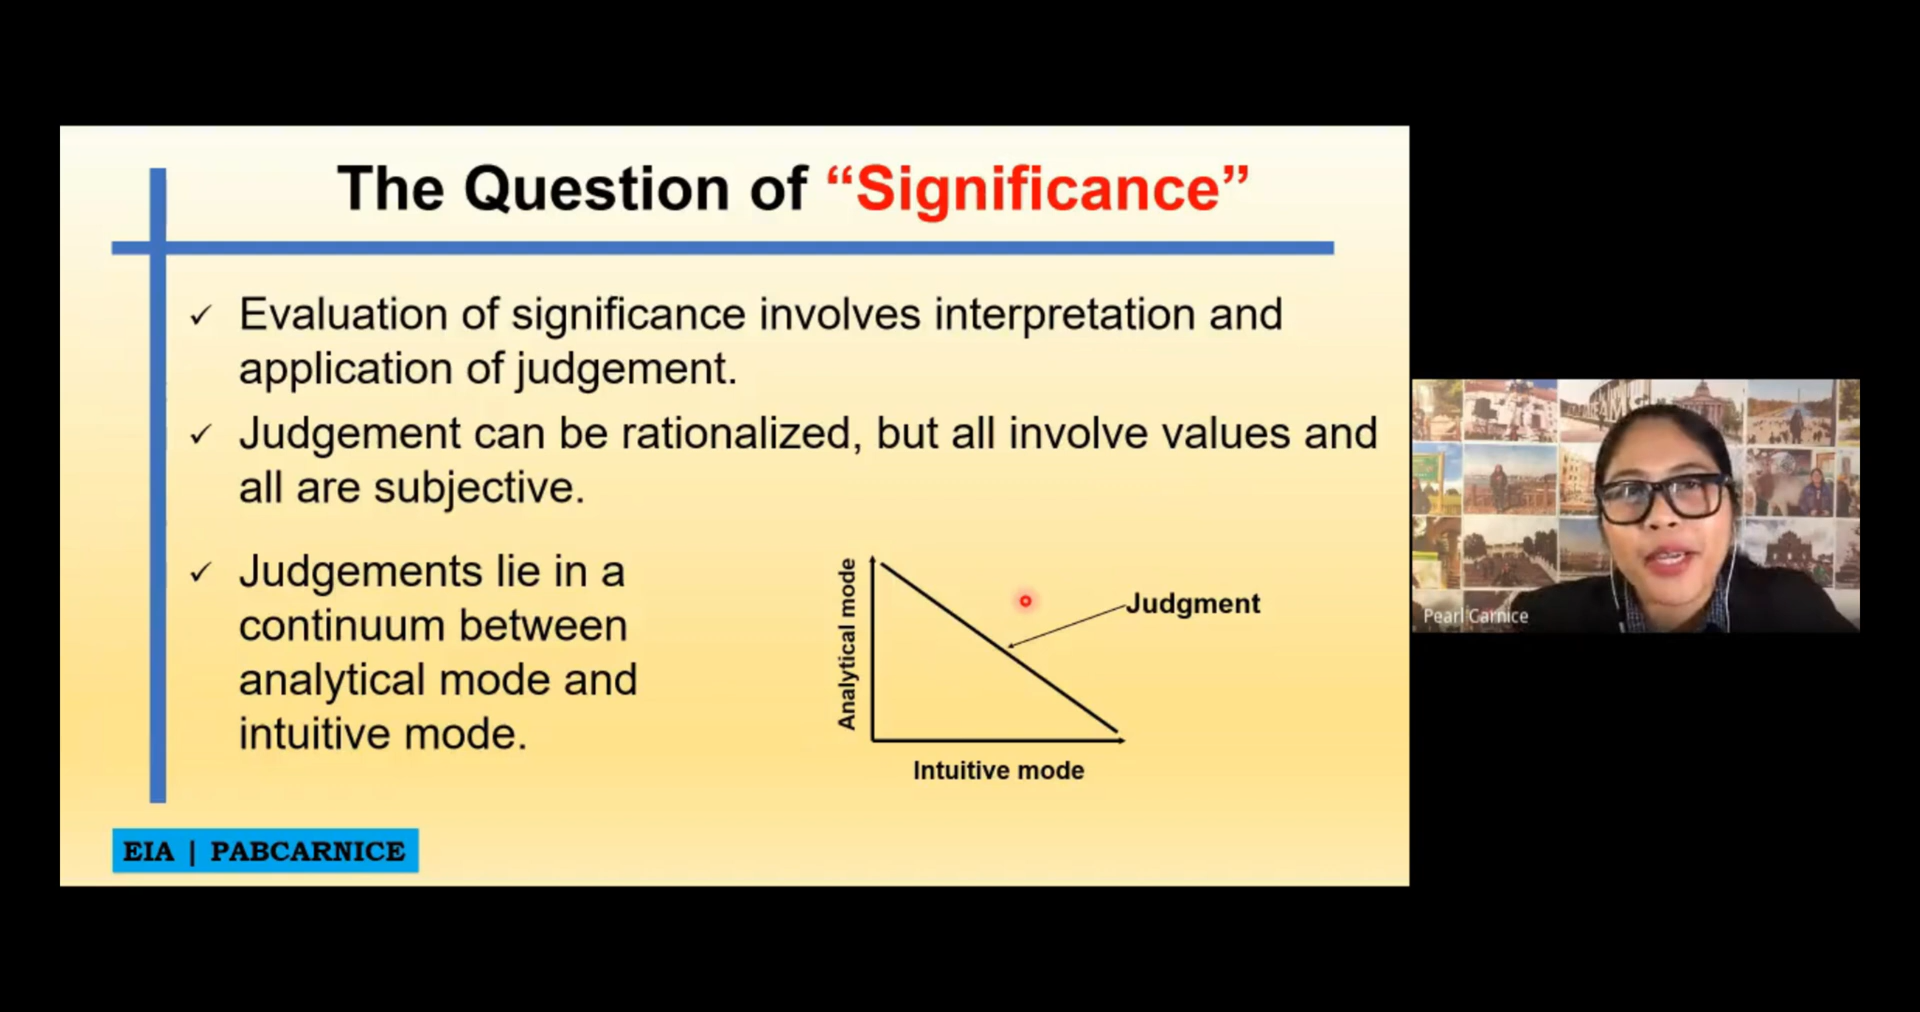 The Question of “Significance”
✓ Evaluation of significance involves interpretation and
application of judgement.
✓ Judgement can be rationalized, but all involve values and
all are subjective.
✓ Judgements lie in a
continuum between
analytical mode and
intuitive mode.
Analytical mode
Judgment
Intuitive mode
EIA | PABCARNICE
Pearl Carnice